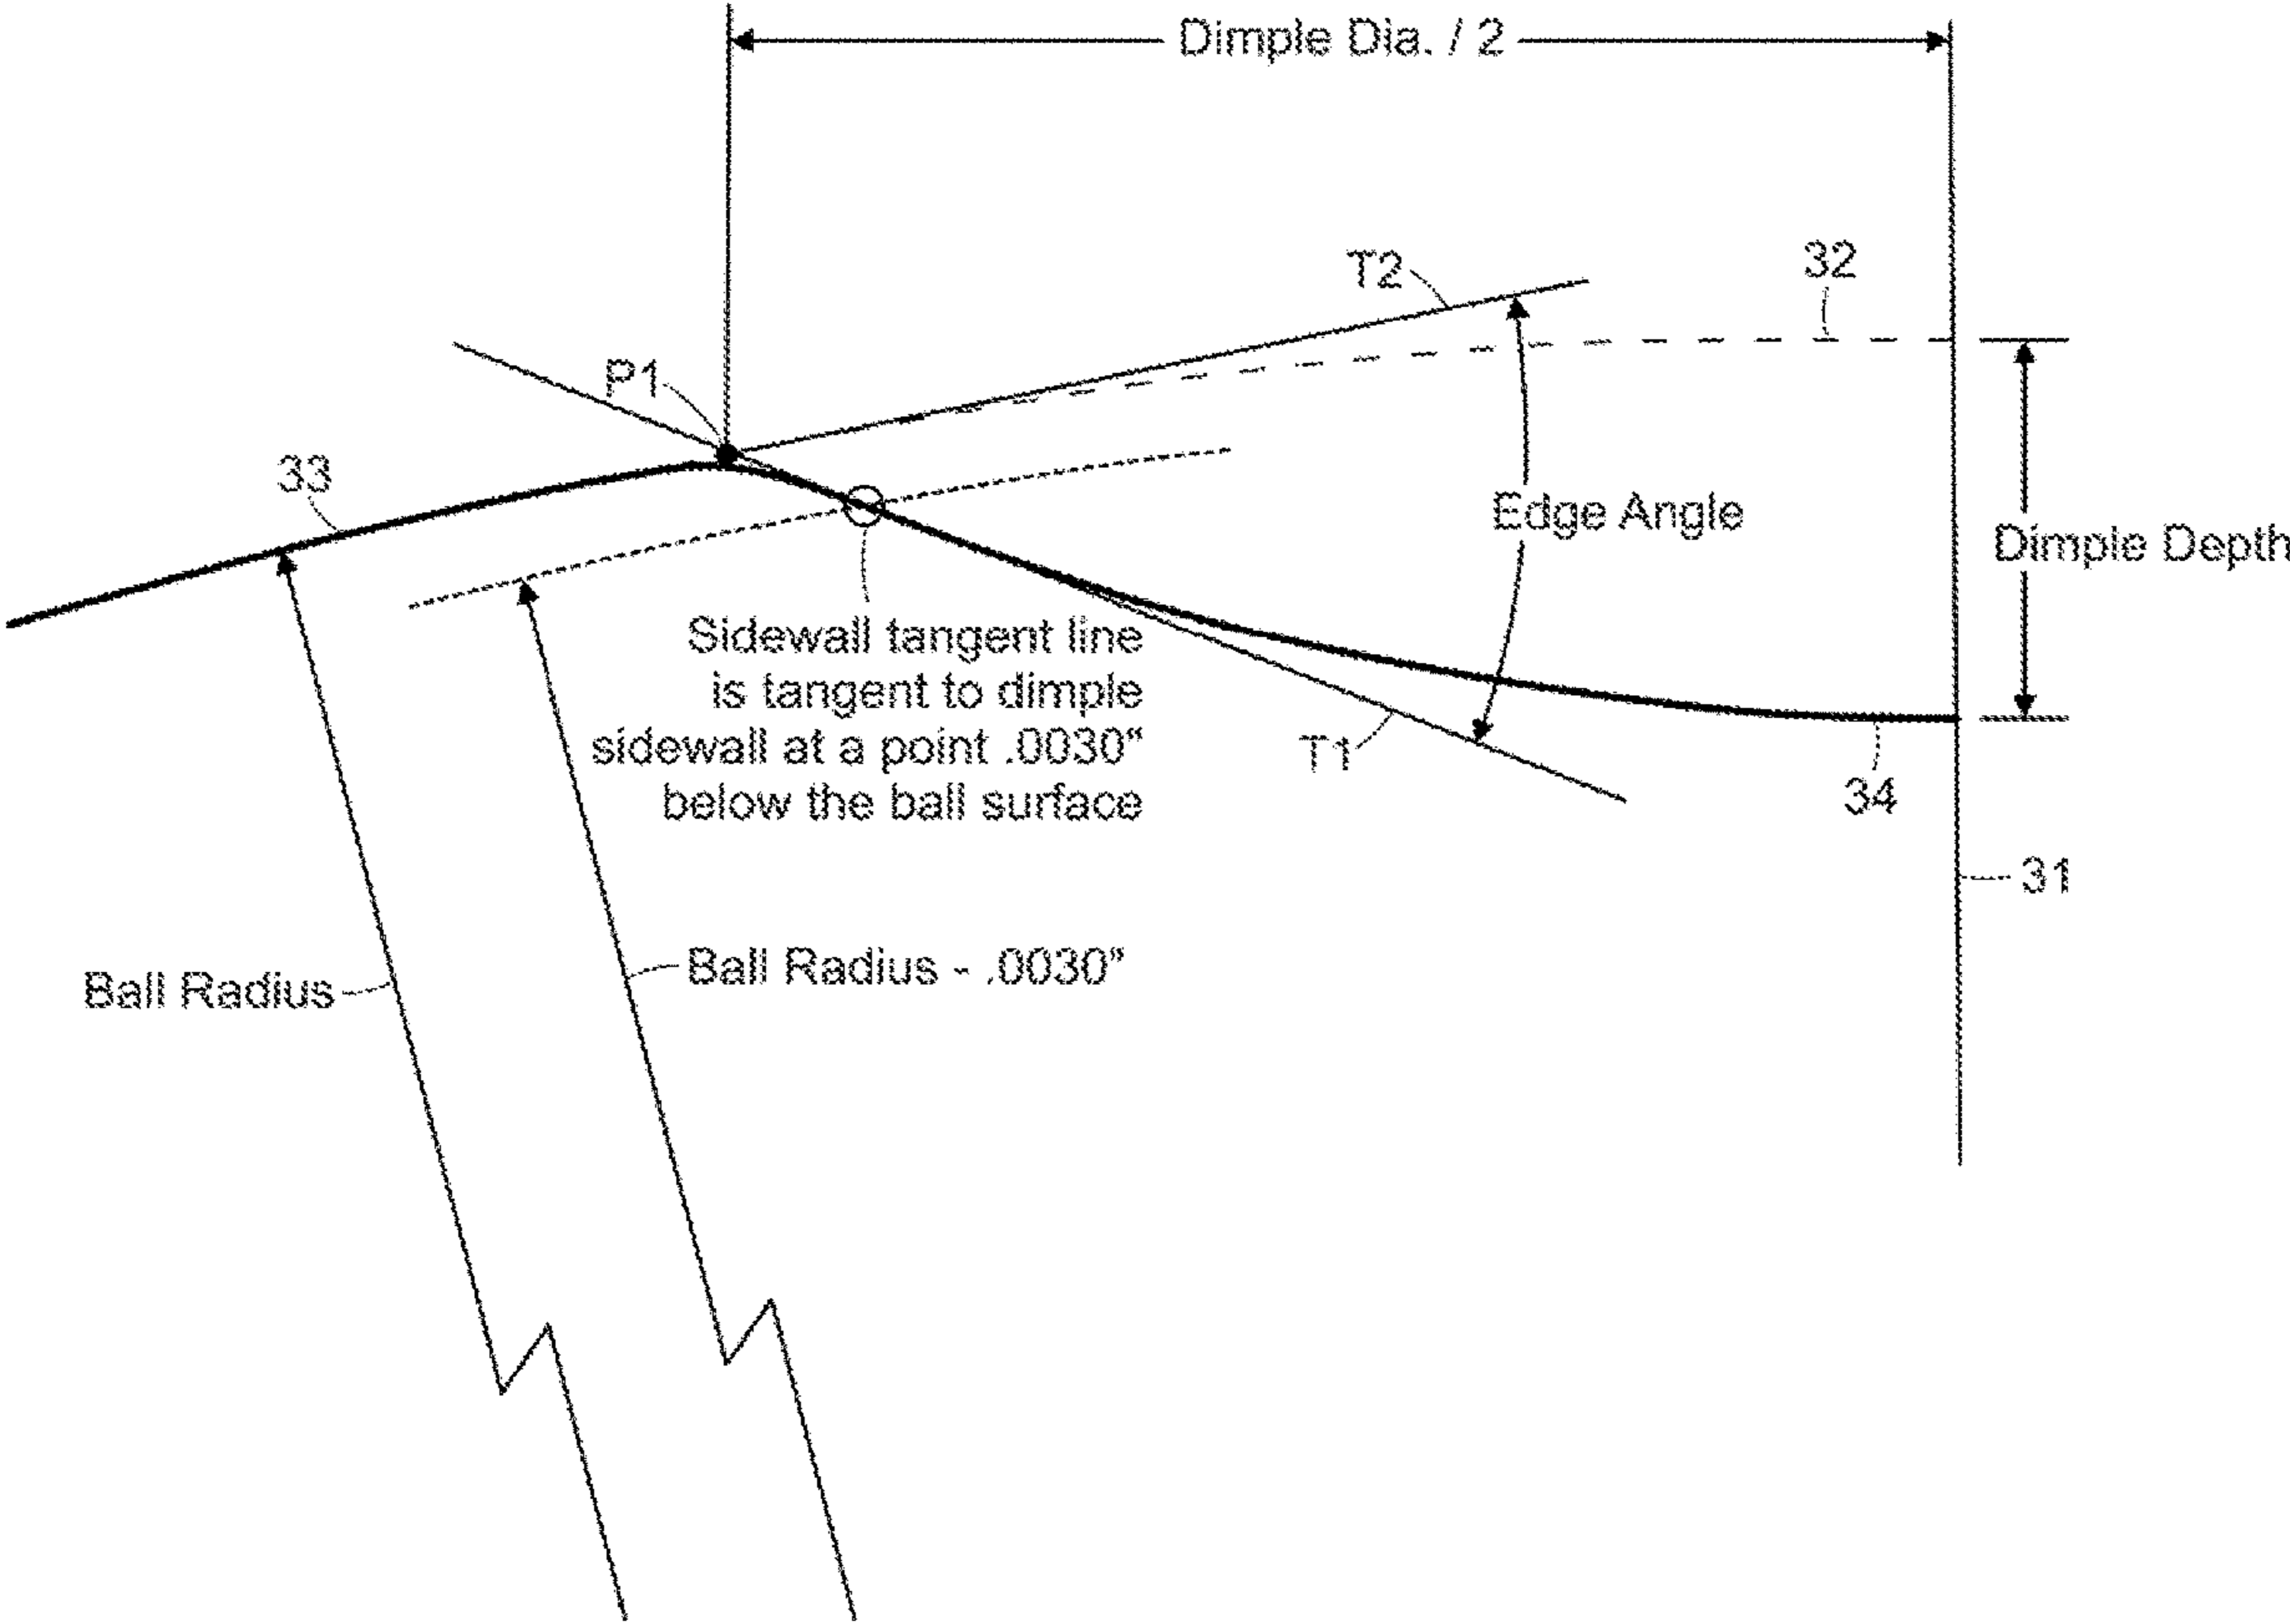 Dimple Dia. / 2
T2
32
P1
33
Edge Angle
Dimple Depth
Sidewall tangent line
is tangent to dimple
sidewall at a point .0030"
below the ball surface
T1
34
31
Ball Radius
Ball Radius - .0030"